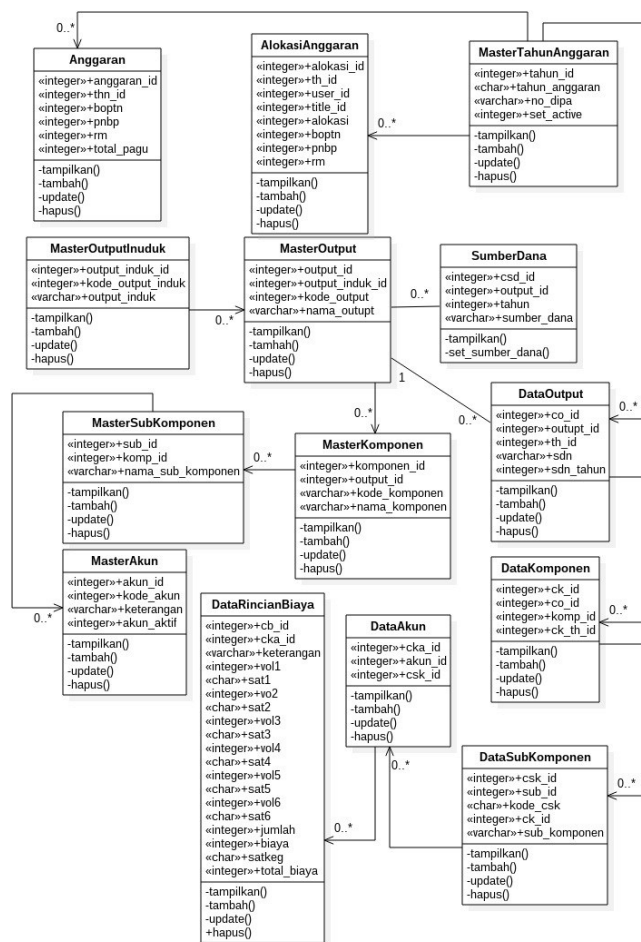 0..*
Anggaran
«integer»+anggaran_id
«integer»+thn_id
«integer»+boptn
«integer»+pnbp
«integer»+rm
«integer»+total_pagu
-tampilkan()
-tambah()
-update()
-hapus()
AlokasiAnggaran
«integer»+alokasi_id
«integer»+th_id
«integer»+user_id
«integer»+title_id
«integer»+alokasi
«integer»+boptn
«integer»+pnbp
«integer»+rm
-tampilkan()
-tambah()
-update()
-hapus()
0..*
MasterTahunAnggaran
«integer»+tahun_id
«char»+tahun_anggaran
«varchar»+no_dipa
«integer»+set_active
-tampilkan()
-tambah()
-update()
-hapus()
MasterOutputInuduk
«integer»+output_induk_id
«integer»+kode_output_induk
«varchar»+output_induk
-tampilkan()
-tambah()
-update()
-hapus()
0..*
MasterOutput
«integer»+output_id
«integer»+output_induk_id
«integer»+kode_output
«varchar»+nama_outupt
-tampilkan()
-tamhah()
-update()
-hapus()
0..*
SumberDana
«integer»+csd_id
«integer»+output_id
«integer»+tahun
«varchar»+sumber_dana
-tampilkan()
-set_sumber_dana()
1
0..*
0..*
DataOutput
«integer»+co_id
«integer»+outupt_id
«integer»+th_id
«varchar»+sdn
«integer»+sdn_tahun
-tampilkan()
-tambah()
-update()
-hapus()
0..*
MasterSubKomponen
«integer»+sub_id
«integer»+komp_id
«varchar»+nama_sub_komponen
-tampilkan()
-tambah()
-update()
-hapus()
0..*
MasterKomponen
«integer»+komponen_id
«integer»+output_id
«varchar»+kode_komponen
«varchar»+nama_komponen
-tampilkan()
-tambah()
-update()
-hapus()
MasterAkun
«integer»+akun_id
«integer»+kode_akun
«varchar»+keterangan
«integer»+akun_aktif
-tampilkan()
-tambah()
-update()
-hapus()
0..*
DataKomponen
«integer»+ck_id
«integer»+co_id
«integer»+komp_id
«integer»+ck_th_id
-tampilkan()
-tambah()
-update()
-hapus()
0..*
DataRincianBiaya
«integer»+cb_id
«integer»+cka_id
«varchar»+keterangan
«integer»+vol1
«char»+sat1
«integer»+vo2
«char»+sat2
«integer»+vol3
«char»+sat3
«integer»+vol4
«char»+sat4
«integer»+vol5
«char»+sat5
«integer»+vol6
«char»+sat6
«integer»+jumlah
«integer»+biaya
«char»+satkeg
«integer»+total_biaya
-tampilkan()
-tambah()
-update()
+hapus()
0..*
DataAkun
«integer»+cka_id
«integer»+akun_id
«integer»+csk_id
-tampilkan()
-tambah()
-update()
-hapus()
0..*
DataSubKomponen
«integer»+csk_id
«integer»+sub_id
«char»+kode_csk
«integer»+ck_id
«varchar»+sub_komponen
-tampilkan()
-tambah()
-update()
-hapus()
0..*